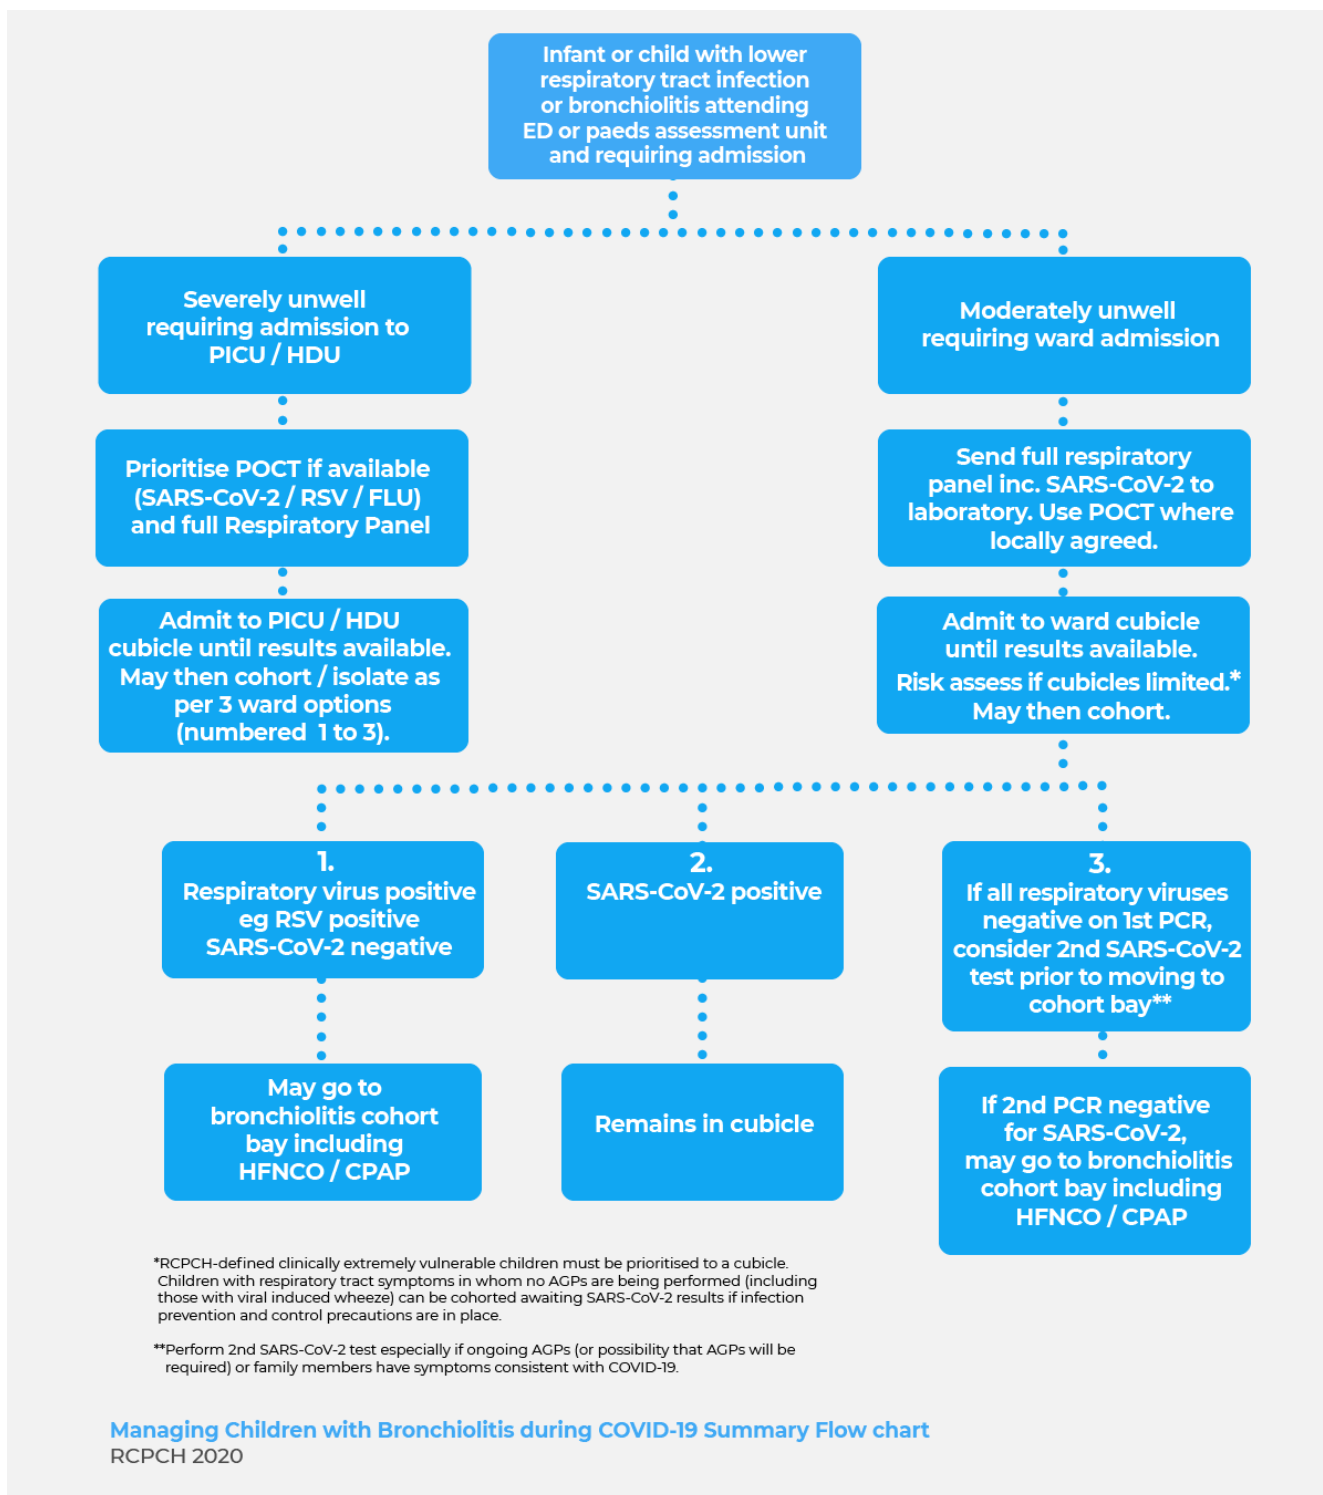 Infant or child with lower
respiratory tract infection
or bronchiolitis attending
ED or paeds assessment unit
and requiring admission
Severely unwell
requiring admission to
PICU / HDU
Moderately unwell
requiring ward admission
Prioritise POCT if available
(SARS-CoV-2 / RSV / FLU)
and full Respiratory Panel
Send full respiratory
panel inc. SARS-CoV-2 to
laboratory. Use POCT where
locally agreed.
Admit to PICU / HDU
cubicle until results available.
May then cohort / isolate as
per 3 ward options
(numbered 1 to 3).
Admit to ward cubicle
until results available.
Risk assess if cubicles limited.*
May then cohort.
1.
Respiratory virus positive
eg RSV positive
SARS-CoV-2 negative
2.
SARS-CoV-2 positive
3.
If all respiratory viruses
negative on 1st PCR,
consider 2nd SARS-CoV-2
test prior to moving to
cohort bay**
May go to
bronchiolitis cohort
bay including
HFNCO / CPAP
Remains in cubicle
If 2nd PCR negative
for SARS-CoV-2,
may go to bronchiolitis
cohort bay including
HFNCO / CPAP
*RCPCH-defined clinically extremely vulnerable children must be prioritised to a cubicle.
Children with respiratory tract symptoms in whom no AGPs are being performed (including
those with viral induced wheeze) can be cohorted awaiting SARS-CoV-2 results if infection
prevention and control precautions are in place.
**Perform 2nd SARS-CoV-2 test especially if ongoing AGPs (or possibility that AGPs will be
required) or family members have symptoms consistent with COVID-19.
Managing Children with Bronchiolitis during COVID-19 Summary Flow chart
RCPCH 2020